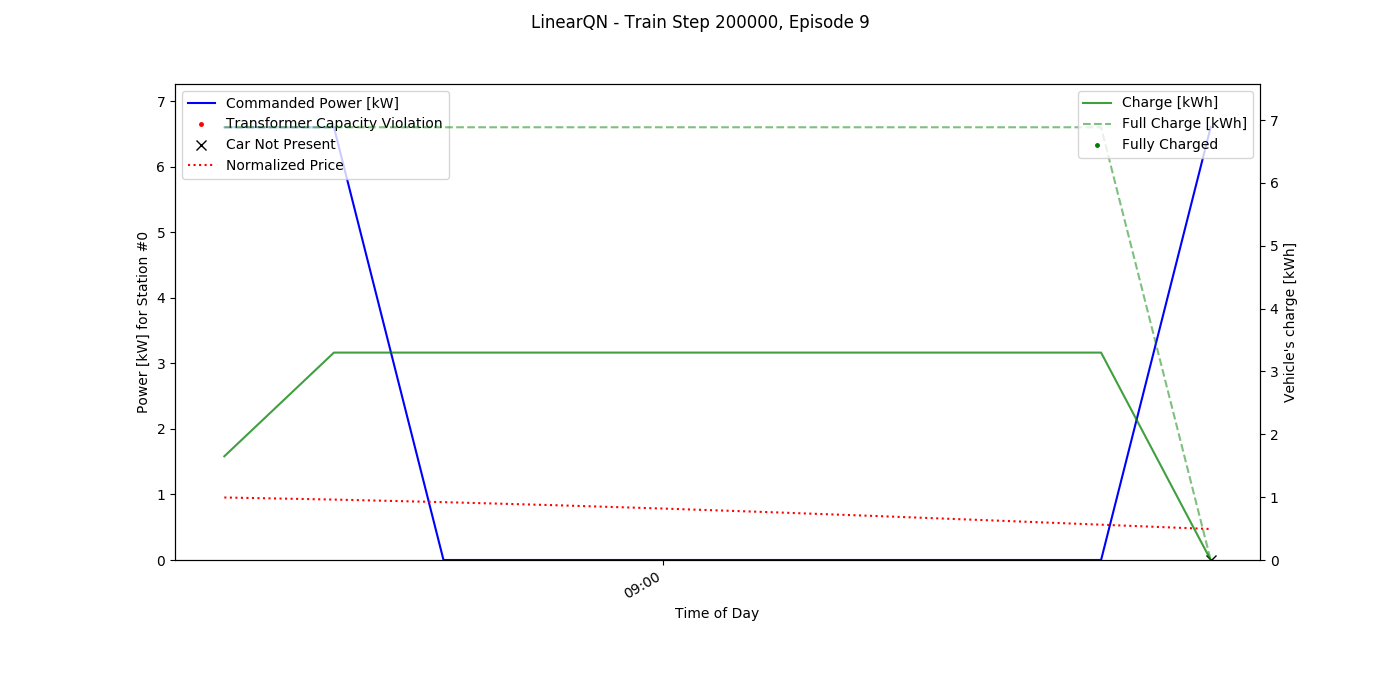 LinearQN - Train Step 200000, Episode 9
Commanded Power [kW]
Transformer Capacity Violation
Car Not Present
Normalized Price
Charge [kWh]
Full Charge [kWh]
Fully Charged
Power [kW] for Station #0
7
6
5
4
3
2
1
0
Vehicle's charge [kWh]
7
6
5
4
3
2
1
0
09:00
Time of Day